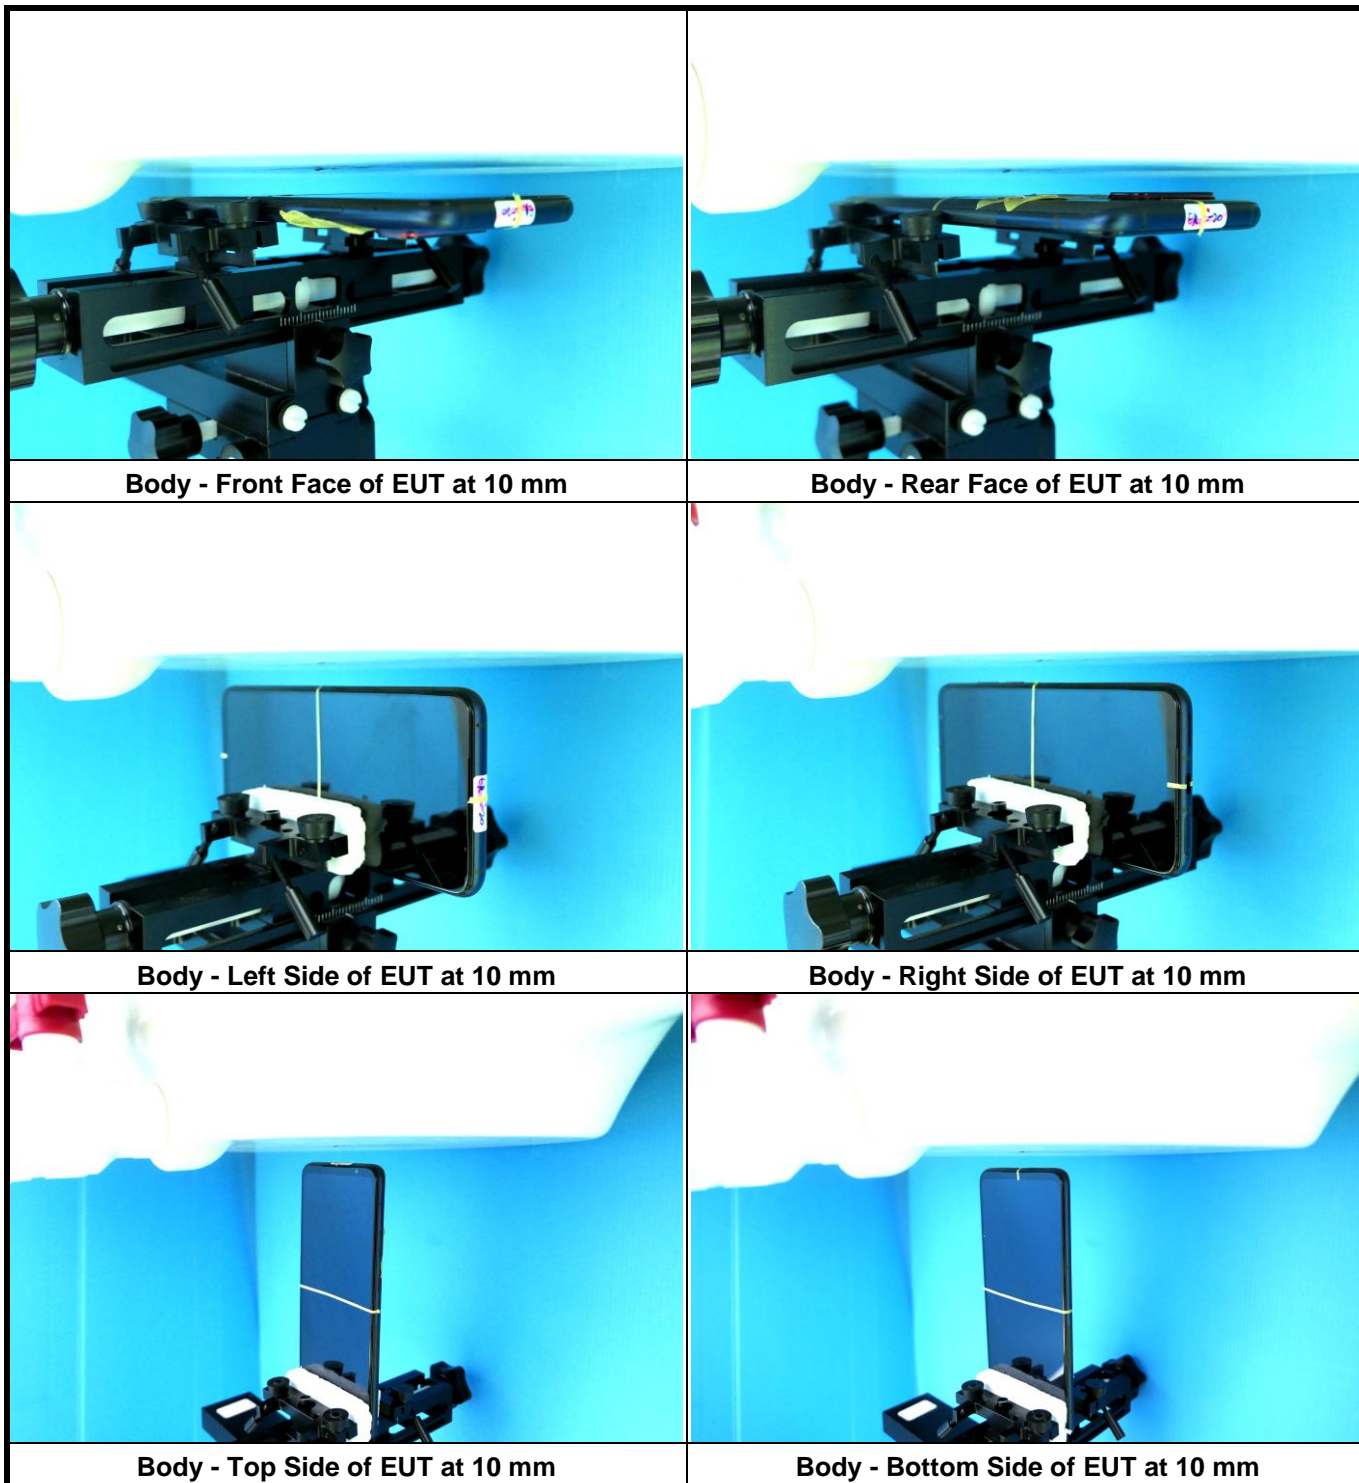 Body - Front Face of EUT at 10 mm
Body - Rear Face of EUT at 10 mm
Body - Left Side of EUT at 10 mm
Body - Right Side of EUT at 10 mm
Body - Top Side of EUT at 10 mm
Body - Bottom Side of EUT at 10 mm